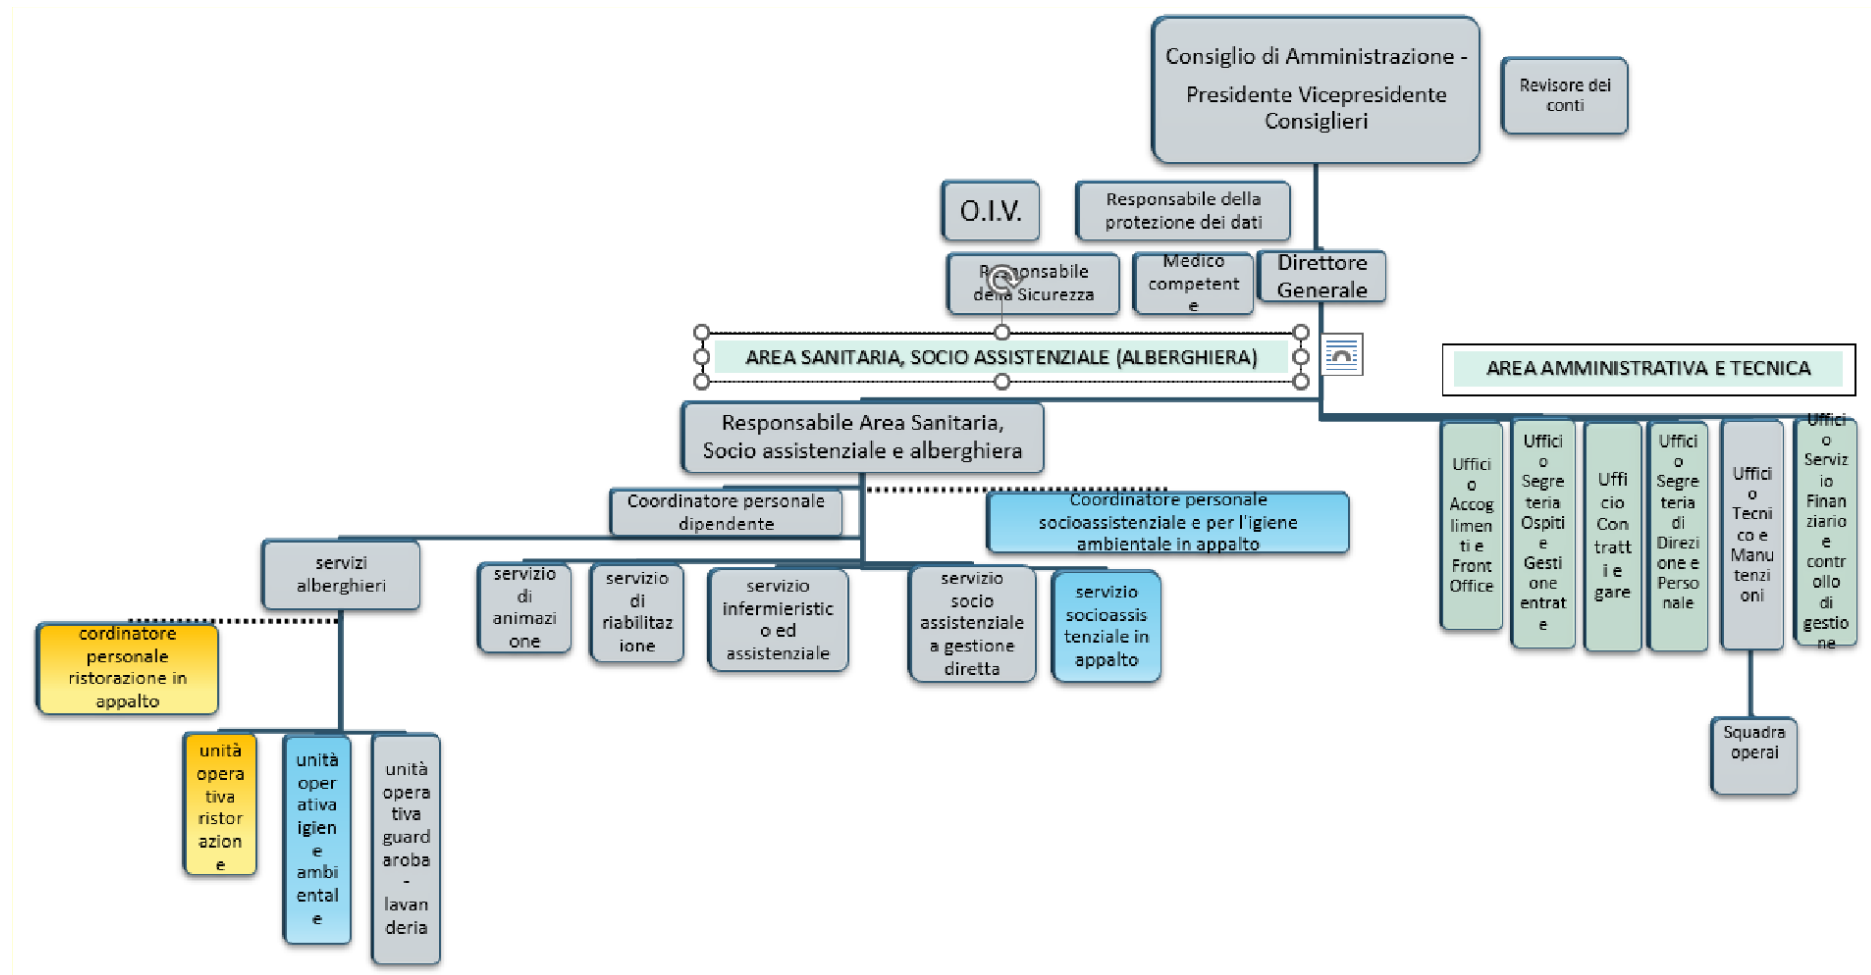 Consiglio di Amministrazione -
Presidente Vicepresidente
Consiglieri
Revisore dei
conti
O.I.V.
Responsabile della
protezione dei dati
Responsabile
della Sicurezza
Medico
competent
e
Direttore
Generale
AREA SANITARIA, SOCIO ASSISTENZIALE (ALBERGHIERA)
AREA AMMINISTRATIVA E TECNICA
Responsabile Area Sanitaria,
Socio assistenziale e alberghiera
Coordinatore personale
dipendente
Coordinatore personale
socioassistenziale e per l'igiene
ambientale in appalto
servizi
alberghieri
servizio
di
animazi
one
servizio
di
riabilitaz
ione
servizio
infermieristic
o ed
assistenziale
servizio
socio
assistenziale
a gestione
diretta
servizio
socioassis
tenziale in
appalto
Uffici
o
Accog
limen
ti e
Front
Office
Uffici
o
Segre
teria
Ospiti
e
Gesti
one
entrat
e
Uffi
cio
Con
tratt
i e
gare
Uffici
o
Segre
teria
di
Direzi
one e
Perso
nale
Uffici
o
Tecni
co e
Manu
tenzi
oni
Uffici
o
Serviz
io
Finan
ziario
e
contr
ollo
di
gestio
ne
cordinatore
personale
ristorazione in
appalto
unità
opera
tiva
ristor
azion
e
unità
oper
ativa
igien
e
ambi
ental
e
unità
opera
tiva
guard
aroba
-
lavan
deria
Squadra
operai